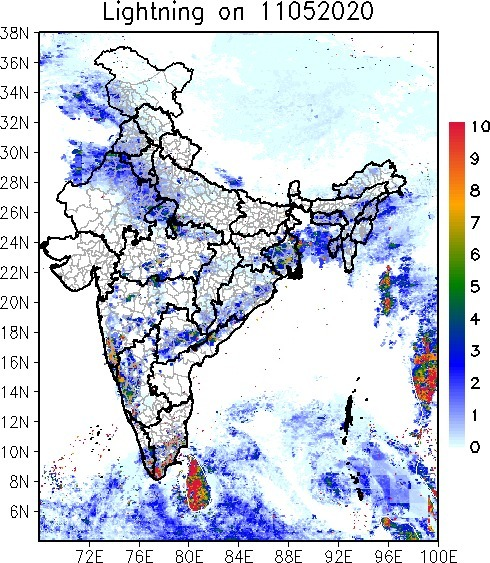 Lightning on 11052020
38N
36N
34N
32N
30N
28N
26N
24N
22N
20N
18N
16N
14N
12N
10N
8N
6N
72E 76E 80E 84E 88E 92E 96E 100E
10
9
8
7
6
5
4
3
2
1
0